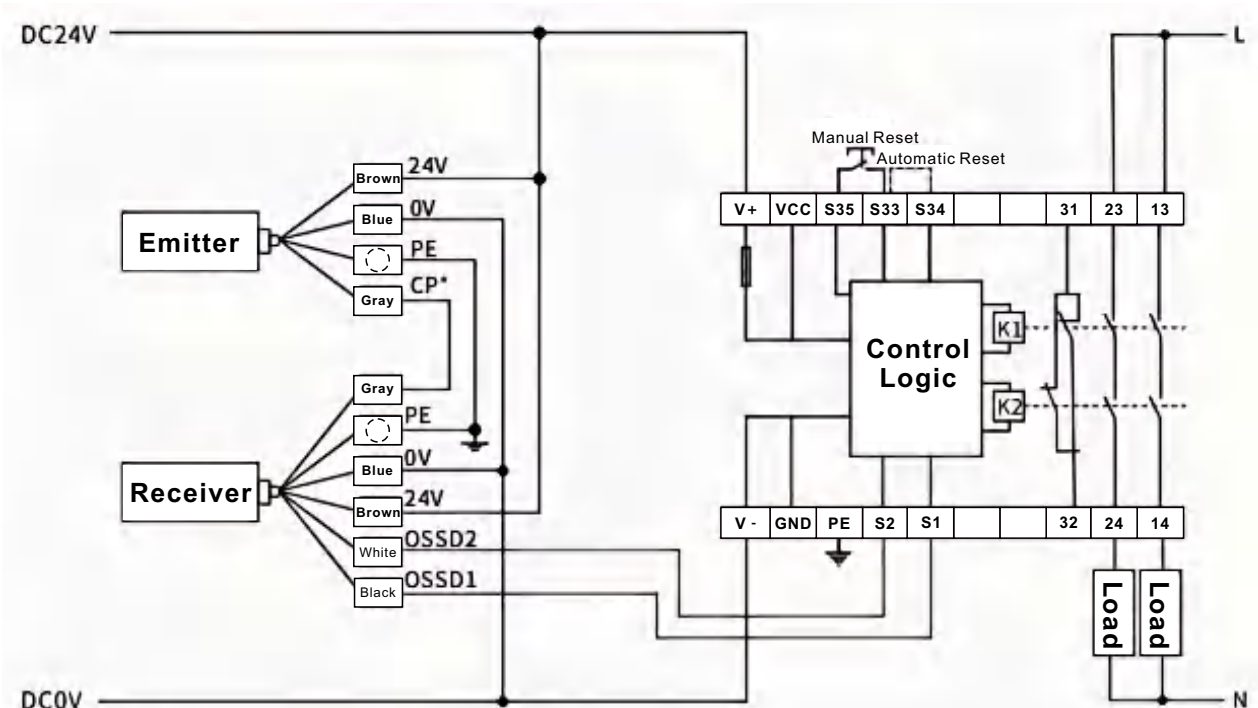 DC24V
L
Manual Reset
Automatic Reset
Brown
24V
Blue
0V
PE
Gray
CP*
Emitter
V+
VCC
S35
S33
S34
31
23
13
Control
Logic
K1
K2
Gray
PE
Blue
0V
Brown
24V
White
OSSD2
Black
OSSD1
Receiver
V -
GND
PE
S2
S1
32
24
14
Load
Load
DC0V
N